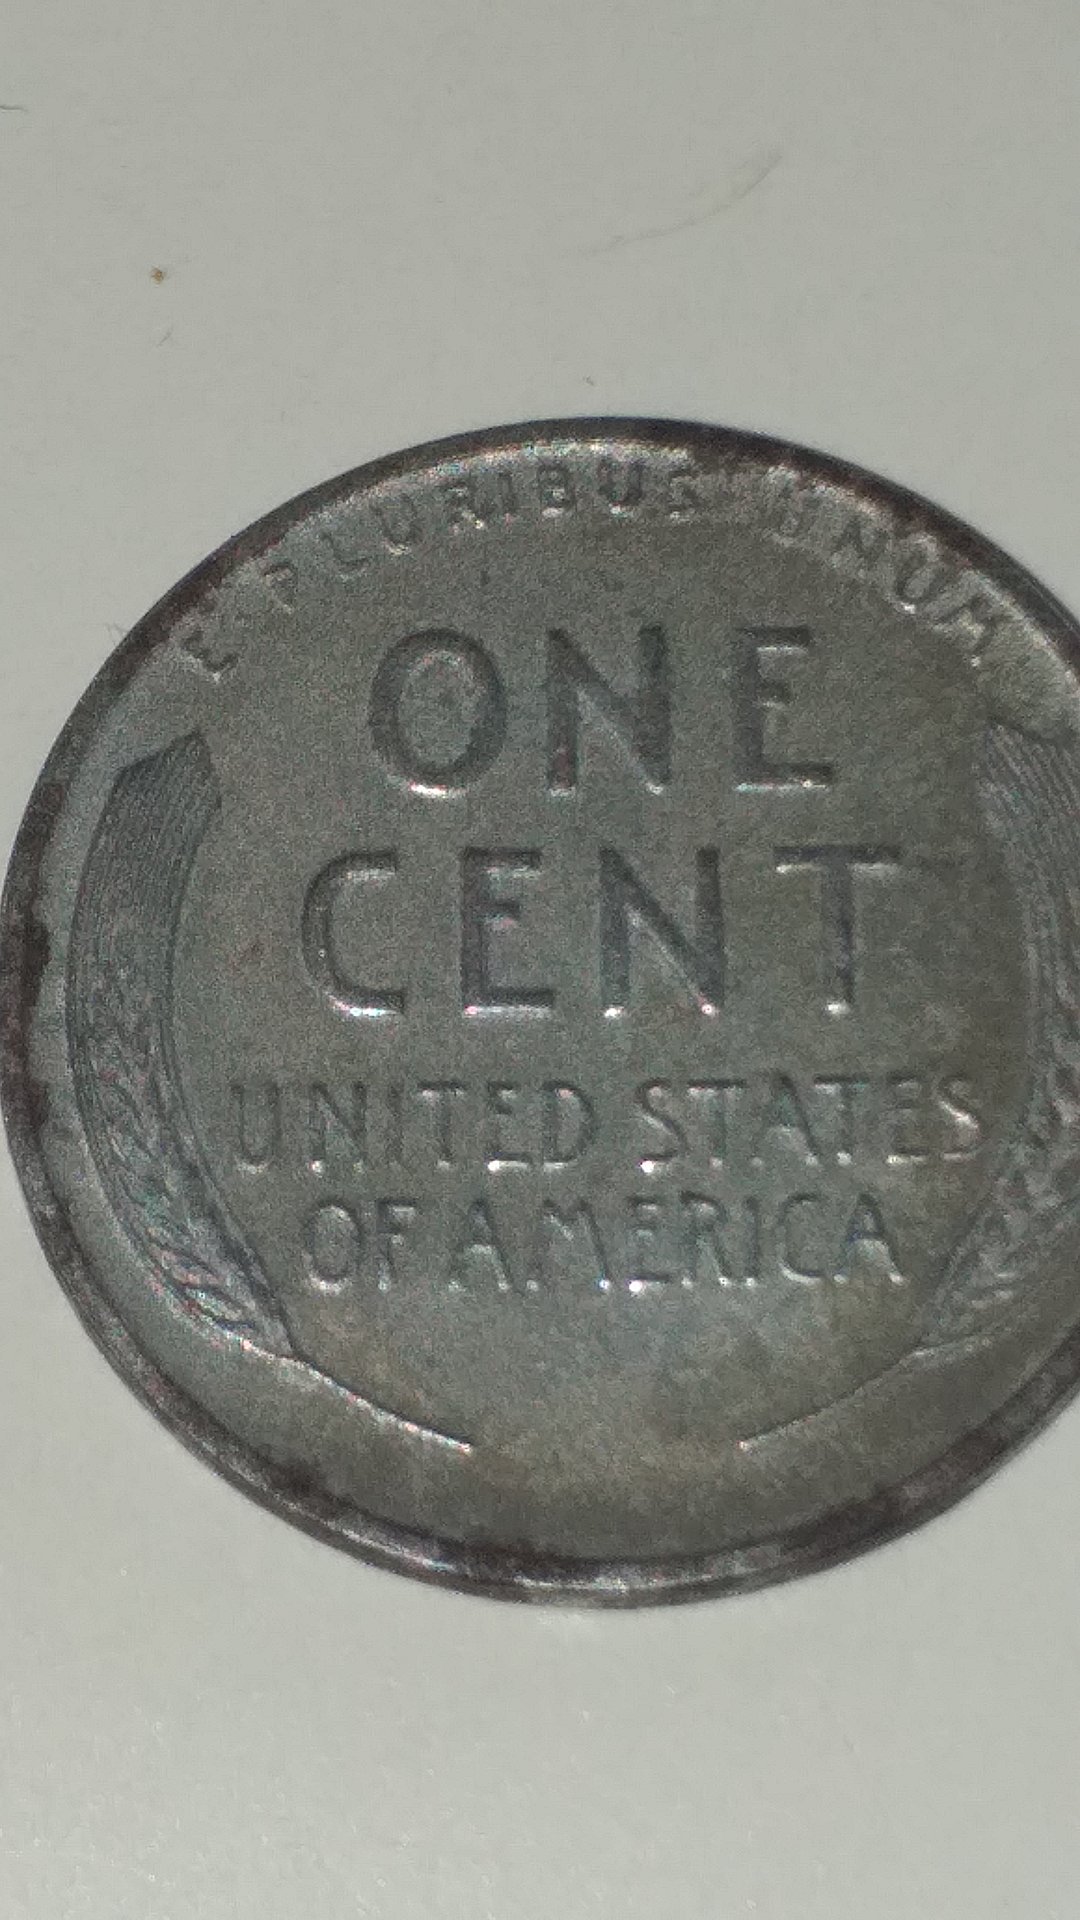 E PLURIBUS UNUM
ONE
CENT
UNITED STATES
OF AMERICA